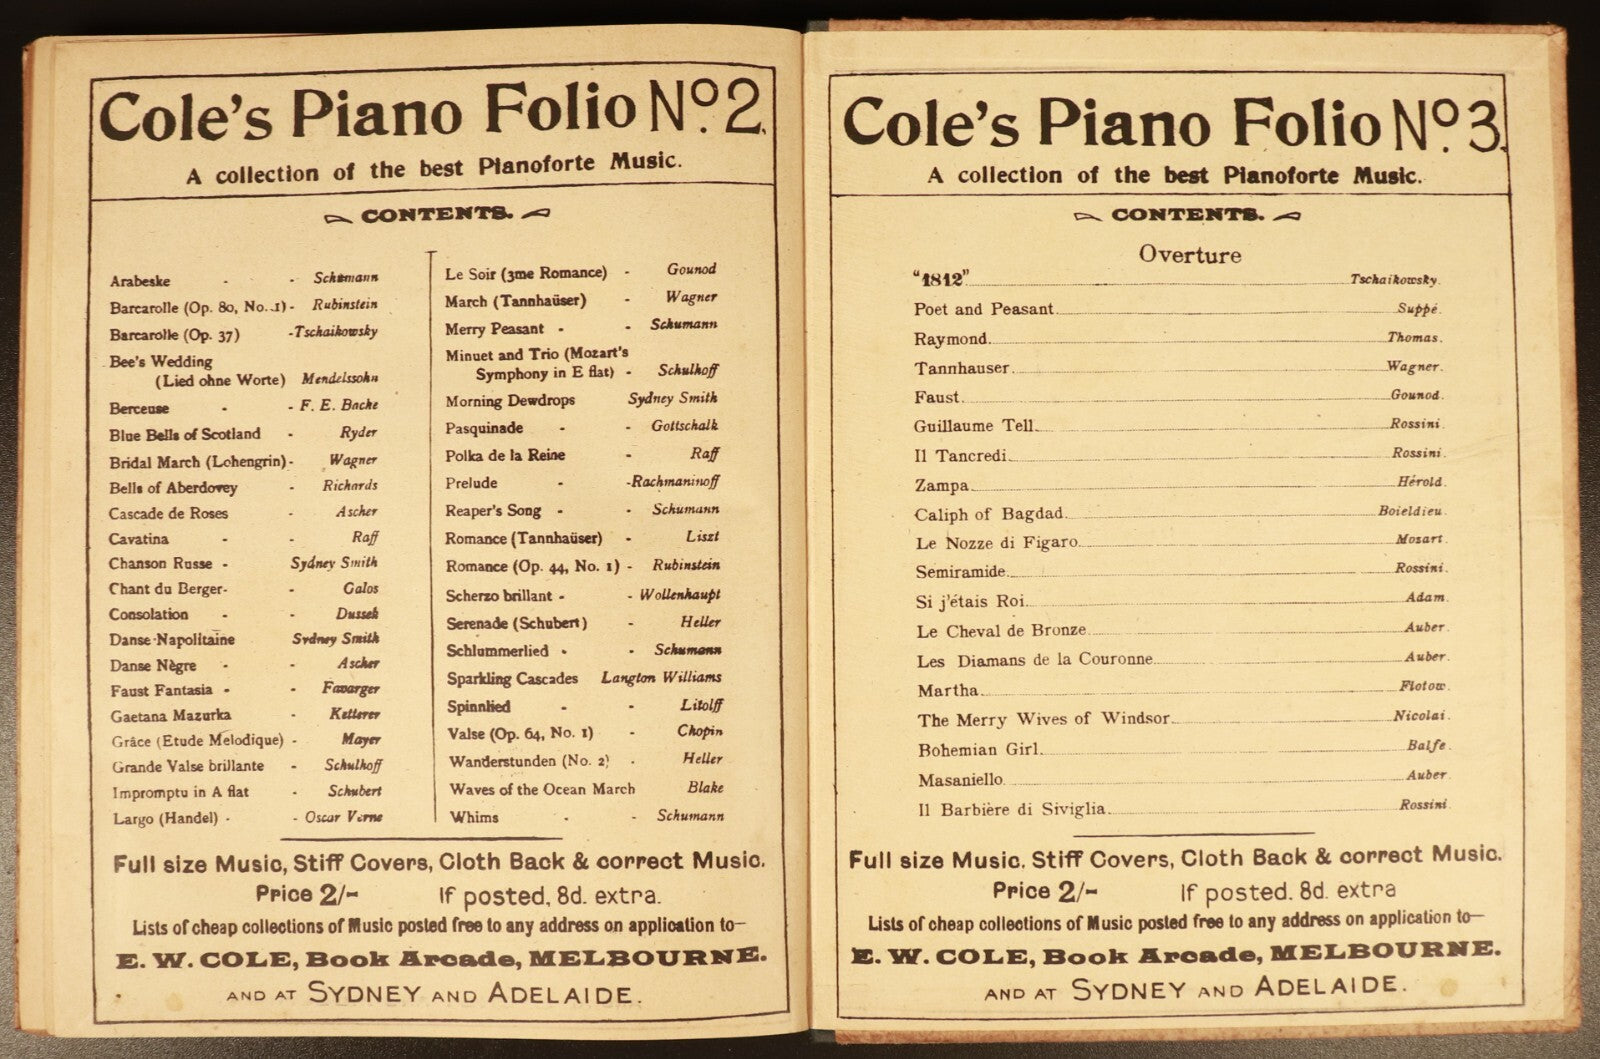 Cole's Piano Folio No. 2.
A collection of the best Pianoforte Music.
CONTENTS.
Arabeske - - Schumann
Barcarolle (Op. 80, No. 1) - Rubinstein
Barcarolle (Op. 37) - Tschaikowsky
Bee's Wedding
(Lied ohne Worte) Mendelssohn
Berceuse - - F. E. Bache
Blue Bells of Scotland - Ryder
Bridal March (Lohengrin) - Wagner
Bells of Aberdovey - Richards
Cascade de Roses - Ascher
Cavatina - - Raff
Chanson Russe - Sydney Smith
Chant du Berger - - Galos
Consolation - - Dussek
Danse Napolitaine Sydney Smith
Danse Nègre - - Ascher
Faust Fantasia - - Favarger
Gaetana Mazurka - Ketterer
Grâce (Etude Melodique) - Mayer
Grande Valse brillante - Schulhoff
Impromptu in A flat - Schubert
Largo (Handel) - - Oscar Verne
Le Soir (3me Romance) - Gounod
March (Tannhaüser) - Wagner
Merry Peasant - - Schumann
Minuet and Trio (Mozart's
Symphony in E flat) - Schulhoff
Morning Dewdrops Sydney Smith
Pasquinade - - Gottschalk
Polka de la Reine - Raff
Prelude - - Rachmaninoff
Reaper's Song - - Schumann
Romance (Tannhaüser) - Liszt
Romance (Op. 44, No. 1) - Rubinstein
Scherzo brillant - - Wollenhaupt
Serenade (Schubert) - Heller
Schlummerlied - - Schumann
Sparkling Cascades Langton Williams
Spinnlied - - Litolff
Valse (Op. 64, No. 1) - Chopin
Wanderstunden (No. 2) - Heller
Waves of the Ocean March Blake
Whims - - Schumann
Full size Music, Stiff Covers, Cloth Back & correct Music.
Price 2/- If posted, 8d. extra.
Lists of cheap collections of Music posted free to any address on application to—
E. W. COLE, Book Arcade, MELBOURNE.
AND AT SYDNEY AND ADELAIDE.
Cole's Piano Folio No. 3.
A collection of the best Pianoforte Music.
CONTENTS.
Overture
"1812" Tschaikowsky.
Poet and Peasant Suppé.
Raymond Thomas.
Tannhauser Wagner.
Faust Gounod.
Guillaume Tell Rossini.
Il Tancredi Rossini.
Zampa Hérold.
Caliph of Bagdad Boieldieu.
Le Nozze di Figaro Mozart.
Semiramide Rossini.
Si j'étais Roi Adam.
Le Cheval de Bronze Auber.
Les Diamans de la Couronne Auber.
Martha Flotow.
The Merry Wives of Windsor Nicolai.
Bohemian Girl Balfe.
Masaniello Auber.
Il Barbière di Siviglia Rossini.
Full size Music, Stiff Covers, Cloth Back & correct Music.
Price 2/- If posted. 8d. extra
Lists of cheap collections of Music posted free to any address on application to—
E. W. COLE, Book Arcade, MELBOURNE.
AND AT SYDNEY AND ADELAIDE.